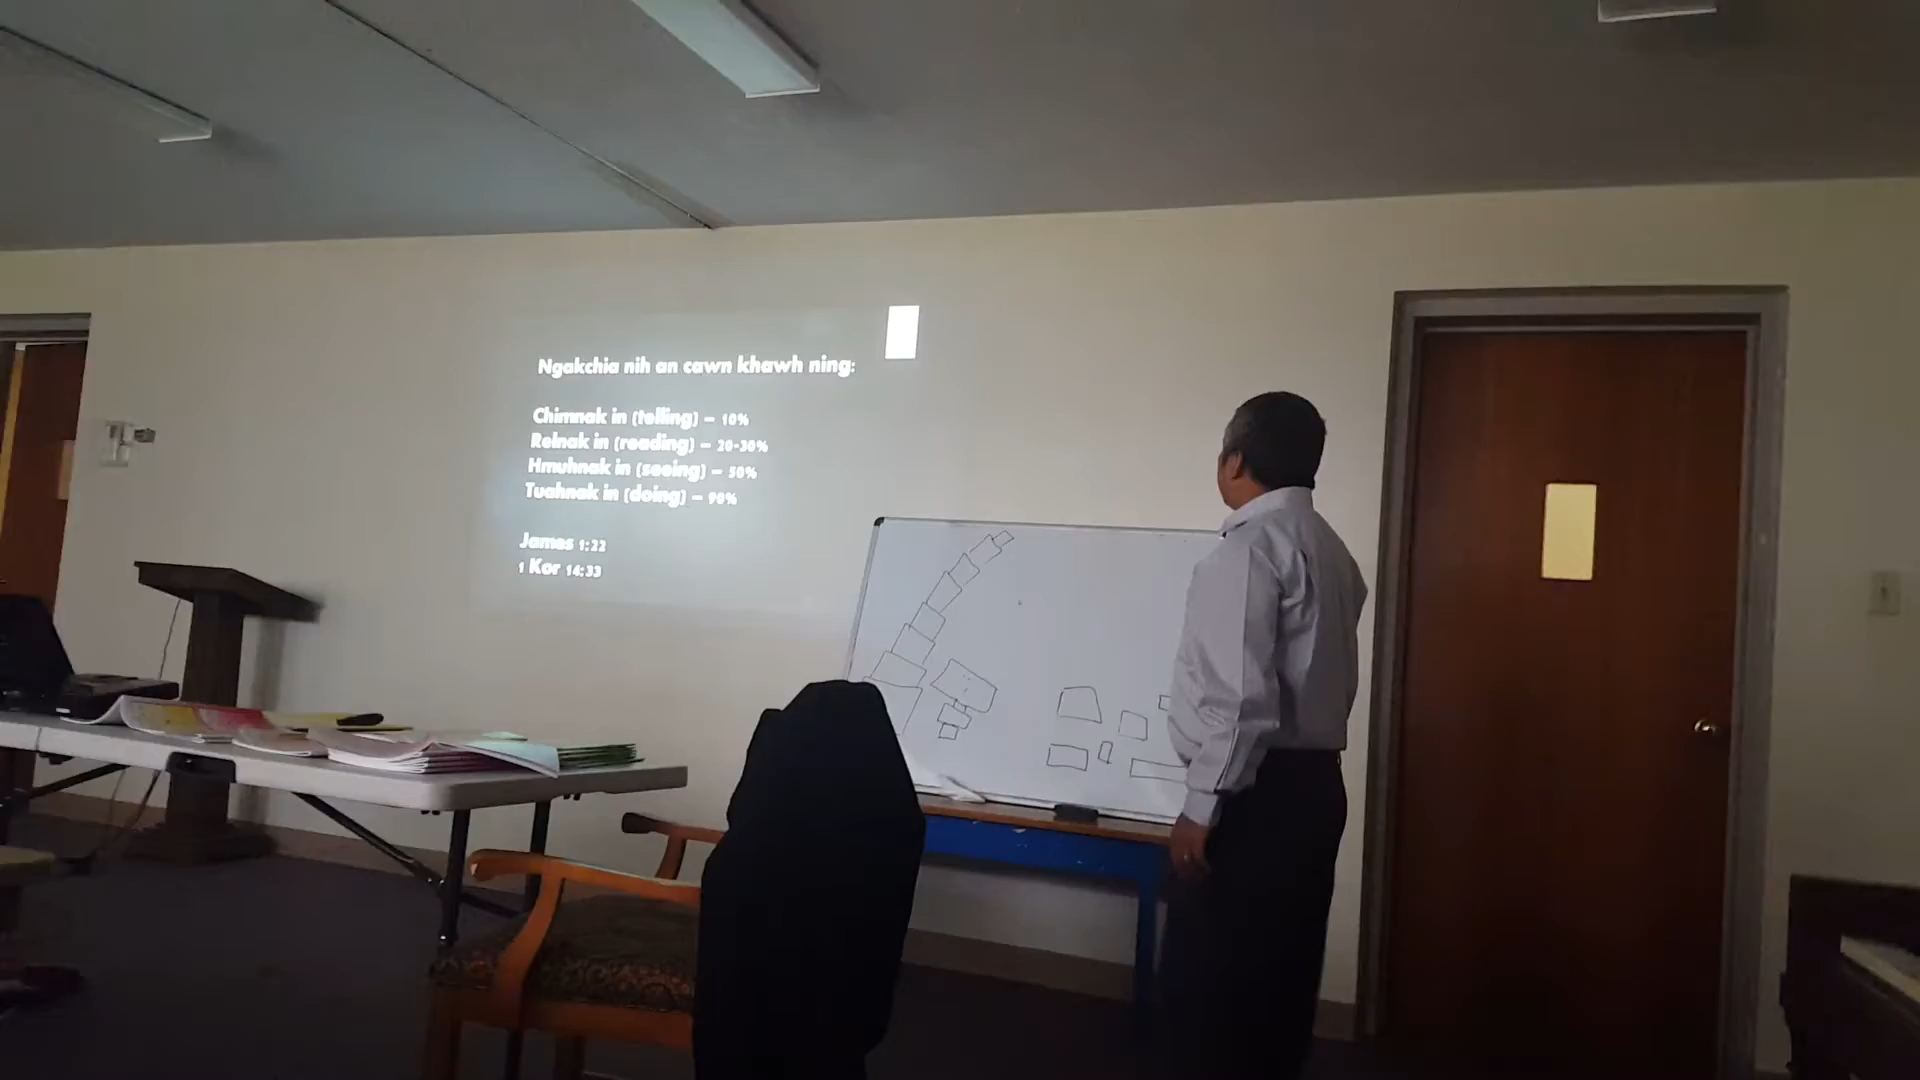 Ngakchia nih an cawn khawh ning:
Chimnak in (telling) – 10%
Relnak in (reading) – 20-30%
Hmuhnak in (seeing) – 50%
Tuahnak in (doing) – 90%
James 1:22
1 Kor 14:33